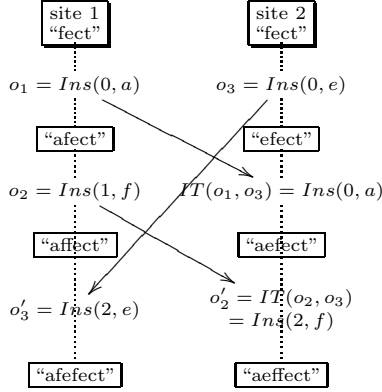 site 1
“fect”
site 2
“fect”
o₁ = Ins(0, a)
o₃ = Ins(0, e)
“afect”
“efect”
o₂ = Ins(1, f)
IT(o₁, o₃) = Ins(0, a)
“affect”
“aefect”
o′₃ = Ins(2, e)
o′₂ = IT(o₂, o₃)
= Ins(2, f)
“afefect”
“aeffect”